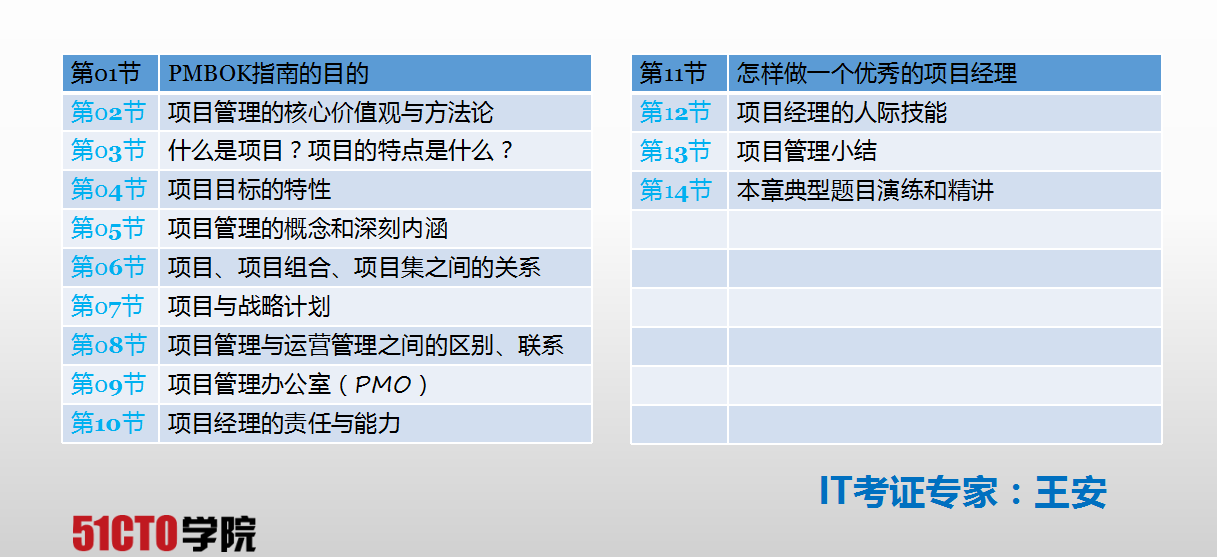 第01节 PMBOK指南的目的
第02节 项目管理的核心价值观与方法论
第03节 什么是项目？项目的特点是什么？
第04节 项目目标的特性
第05节 项目管理的概念和深刻内涵
第06节 项目、项目组合、项目集之间的关系
第07节 项目与战略计划
第08节 项目管理与运营管理之间的区别、联系
第09节 项目管理办公室（PMO）
第10节 项目经理的责任与能力
第11节 怎样做一个优秀的项目经理
第12节 项目经理的人际技能
第13节 项目管理小结
第14节 本章典型题目演练和精讲
IT考证专家：王安
51CTO学院